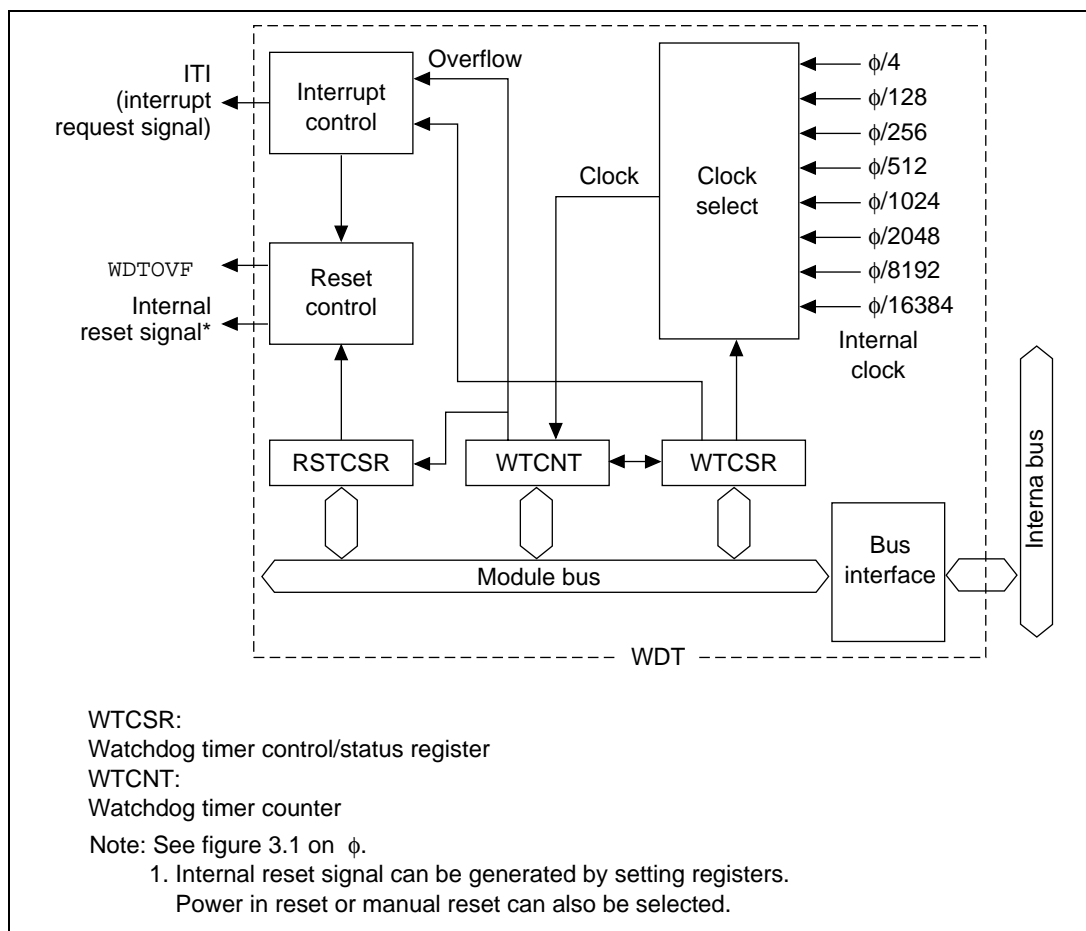 ITI
(interrupt
request signal)
Interrupt
control
Overflow
Clock
Clock
select
ϕ/4
ϕ/128
ϕ/256
ϕ/512
ϕ/1024
ϕ/2048
ϕ/8192
ϕ/16384
Internal
clock
WDTOVF
Internal
reset signal*
Reset
control
RSTCSR
WTCNT
WTCSR
Module bus
Bus
interface
Interna bus
WDT
WTCSR:
Watchdog timer control/status register
WTCNT:
Watchdog timer counter
Note: See figure 3.1 on ϕ.
1. Internal reset signal can be generated by setting registers.
Power in reset or manual reset can also be selected.